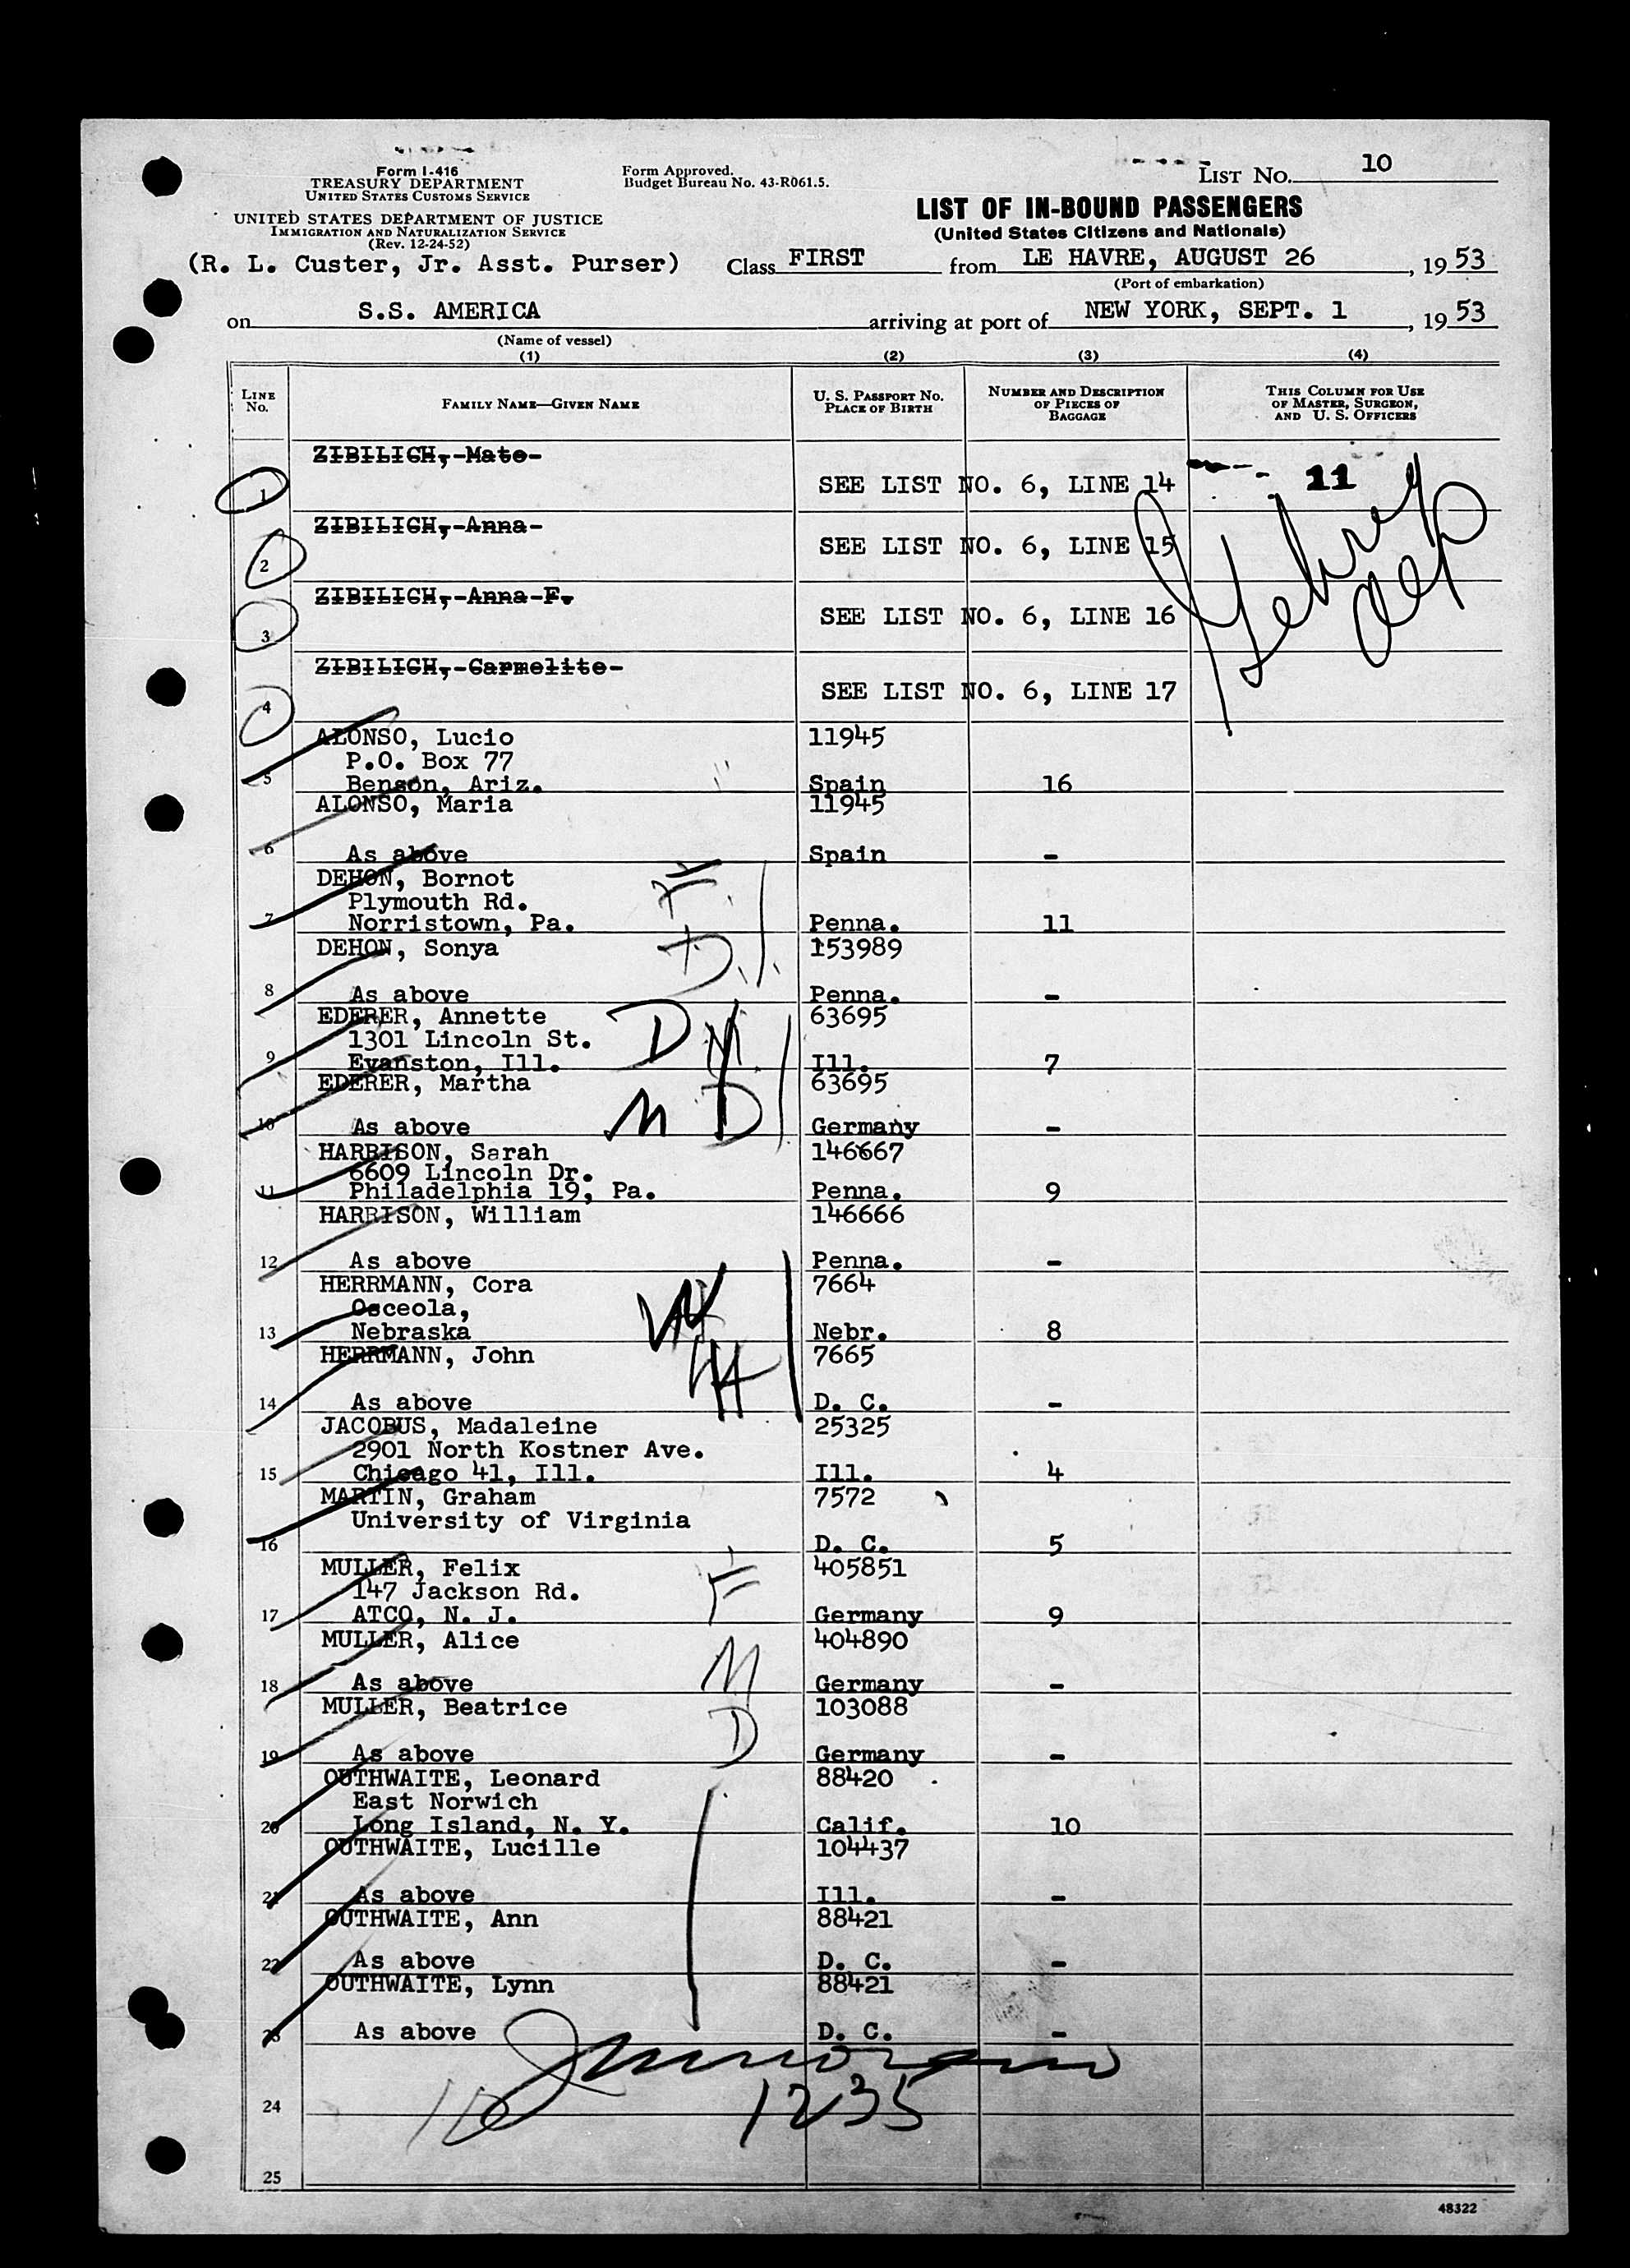 Form I-416
TREASURY DEPARTMENT
UNITED STATES CUSTOMS SERVICE
UNITED STATES DEPARTMENT OF JUSTICE
IMMIGRATION AND NATURALIZATION SERVICE
(Rev. 12-24-52)
Form Approved.
Budget Bureau No. 43-R061.5.
LIST NO. 10
LIST OF IN-BOUND PASSENGERS
(United States Citizens and Nationals)
(R. L. Custer, Jr. Asst. Purser) Class FIRST from LE HAVRE, AUGUST 26, 1953
(Port of embarkation)
on S.S. AMERICA arriving at port of NEW YORK, SEPT. 1, 1953
(Name of vessel)
(1) (2) (3) (4)
LINE NO. FAMILY NAME—GIVEN NAME U. S. PASSPORT NO. PLACE OF BIRTH NUMBER AND DESCRIPTION OF PIECES OF BAGGAGE THIS COLUMN FOR USE OF MASTER, SURGEON, AND U. S. OFFICERS
ZIBILICH, Mate
1 SEE LIST NO. 6, LINE 14 11
ZIBILICH, Anna
2 SEE LIST NO. 6, LINE 15
ZIBILICH, Anna F.
3 SEE LIST NO. 6, LINE 16
ZIBILICH, Carmelite
4 SEE LIST NO. 6, LINE 17
ALONSO, Lucio 11945
P.O. Box 77
5 Benson, Ariz. Spain 16
ALONSO, Maria 11945
6 As above Spain -
DEHON, Bornot F.
Plymouth Rd.
7 Norristown, Pa. Penna. 11
DEHON, Sonya D. 153989
8 As above Penna. -
EDERER, Annette D M 63695
1301 Lincoln St.
9 Evanston, Ill. Ill. 7
EDERER, Martha M D 63695
10 As above Germany -
HARRISON, Sarah 146667
6609 Lincoln Dr.
11 Philadelphia 19, Pa. Penna. 9
HARRISON, William 146666
12 As above Penna. -
HERRMANN, Cora 7664
Osceola,
13 Nebraska W Nebr. 8
HERRMANN, John 7665
14 As above H D. C. -
JACOBUS, Madaleine 25325
2901 North Kostner Ave.
15 Chicago 41, Ill. Ill. 4
MARTIN, Graham 7572
University of Virginia
16 D. C. 5
MULLER, Felix F 405851
147 Jackson Rd.
17 ATCO, N. J. Germany 9
MULLER, Alice 404890
18 As above M Germany -
MULLER, Beatrice 103088
19 As above D Germany -
OUTHWAITE, Leonard 88420
East Norwich
20 Long Island, N. Y. Calif. 10
OUTHWAITE, Lucille 104437
21 As above Ill. -
OUTHWAITE, Ann 88421
22 As above D. C. -
OUTHWAITE, Lynn 88421
23 As above D. C. -
24 1235
25
48322